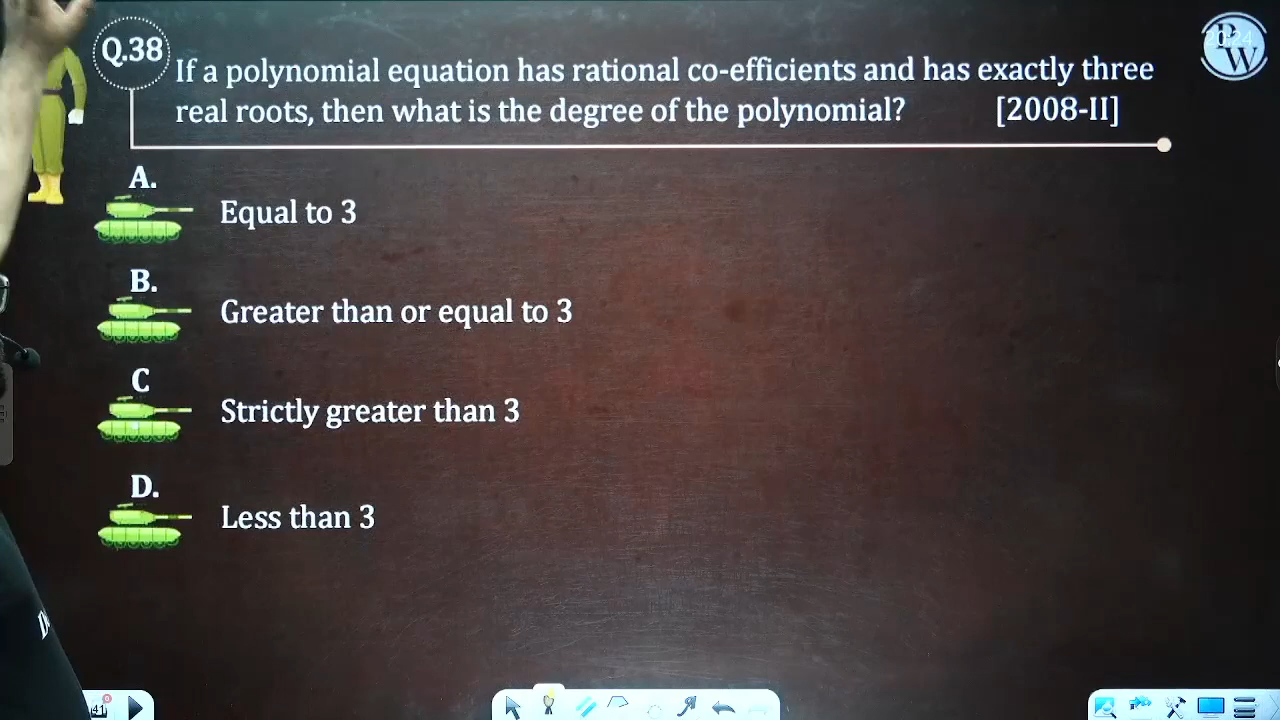 Q.38
If a polynomial equation has rational co-efficients and has exactly three
real roots, then what is the degree of the polynomial? [2008-II]
A.
Equal to 3
B.
Greater than or equal to 3
C
Strictly greater than 3
D.
Less than 3
PW
41